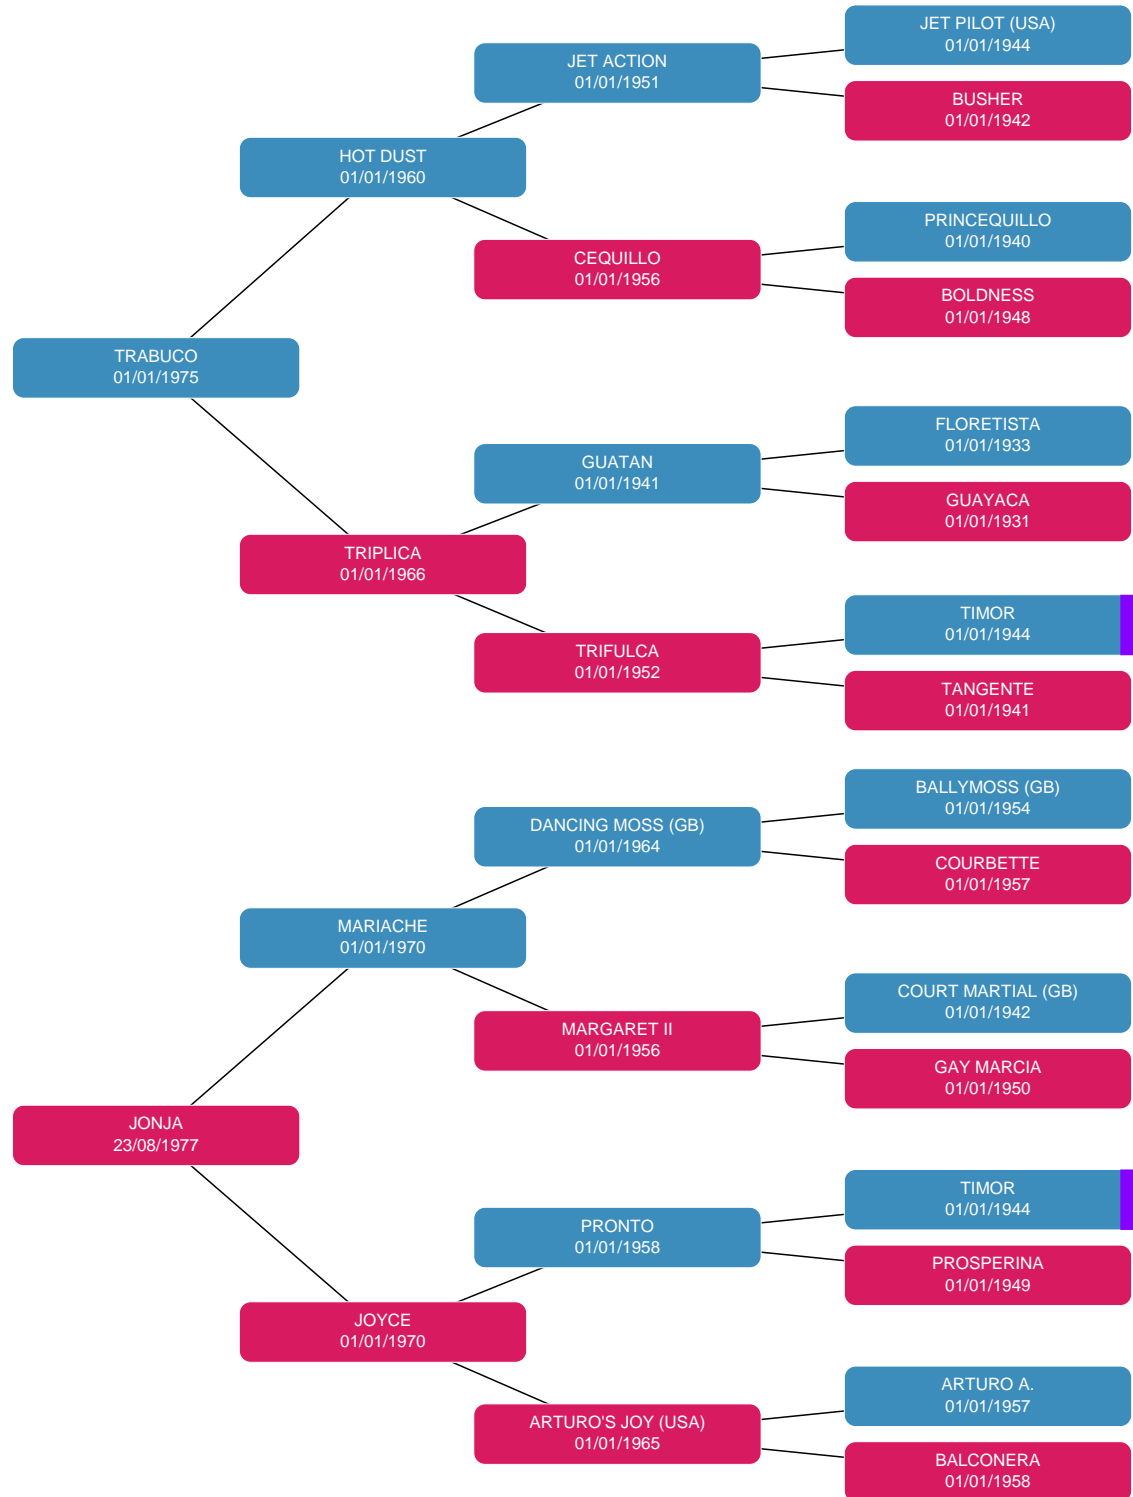 JET PILOT (USA)
01/01/1944
JET ACTION
01/01/1951
BUSHER
01/01/1942
HOT DUST
01/01/1960
PRINCEQUILLO
01/01/1940
CEQUILLO
01/01/1956
BOLDNESS
01/01/1948
TRABUCO
01/01/1975
FLORETISTA
01/01/1933
GUATAN
01/01/1941
GUAYACA
01/01/1931
TRIPLICA
01/01/1966
TIMOR
01/01/1944
TRIFULCA
01/01/1952
TANGENTE
01/01/1941
BALLYMOSS (GB)
01/01/1954
DANCING MOSS (GB)
01/01/1964
COURBETTE
01/01/1957
MARIACHE
01/01/1970
COURT MARTIAL (GB)
01/01/1942
MARGARET II
01/01/1956
GAY MARCIA
01/01/1950
JONJA
23/08/1977
TIMOR
01/01/1944
PRONTO
01/01/1958
PROSPERINA
01/01/1949
JOYCE
01/01/1970
ARTURO A.
01/01/1957
ARTURO'S JOY (USA)
01/01/1965
BALCONERA
01/01/1958